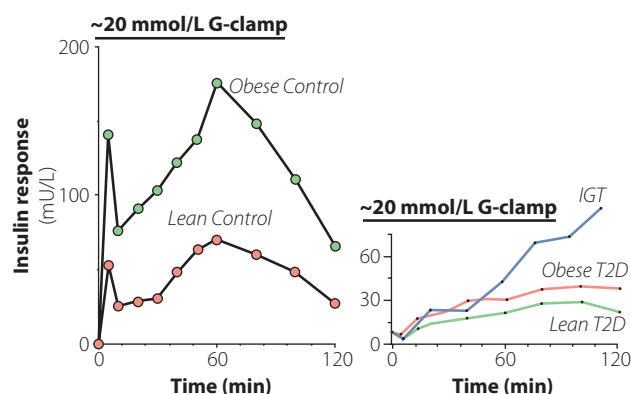 ~20 mmol/L G-clamp
200
100
0
Insulin response
(mU/L)
Obese Control
Lean Control
0
60
120
Time (min)
~20 mmol/L G-clamp
IGT
Obese T2D
Lean T2D
60
30
0
0
60
120
Time (min)